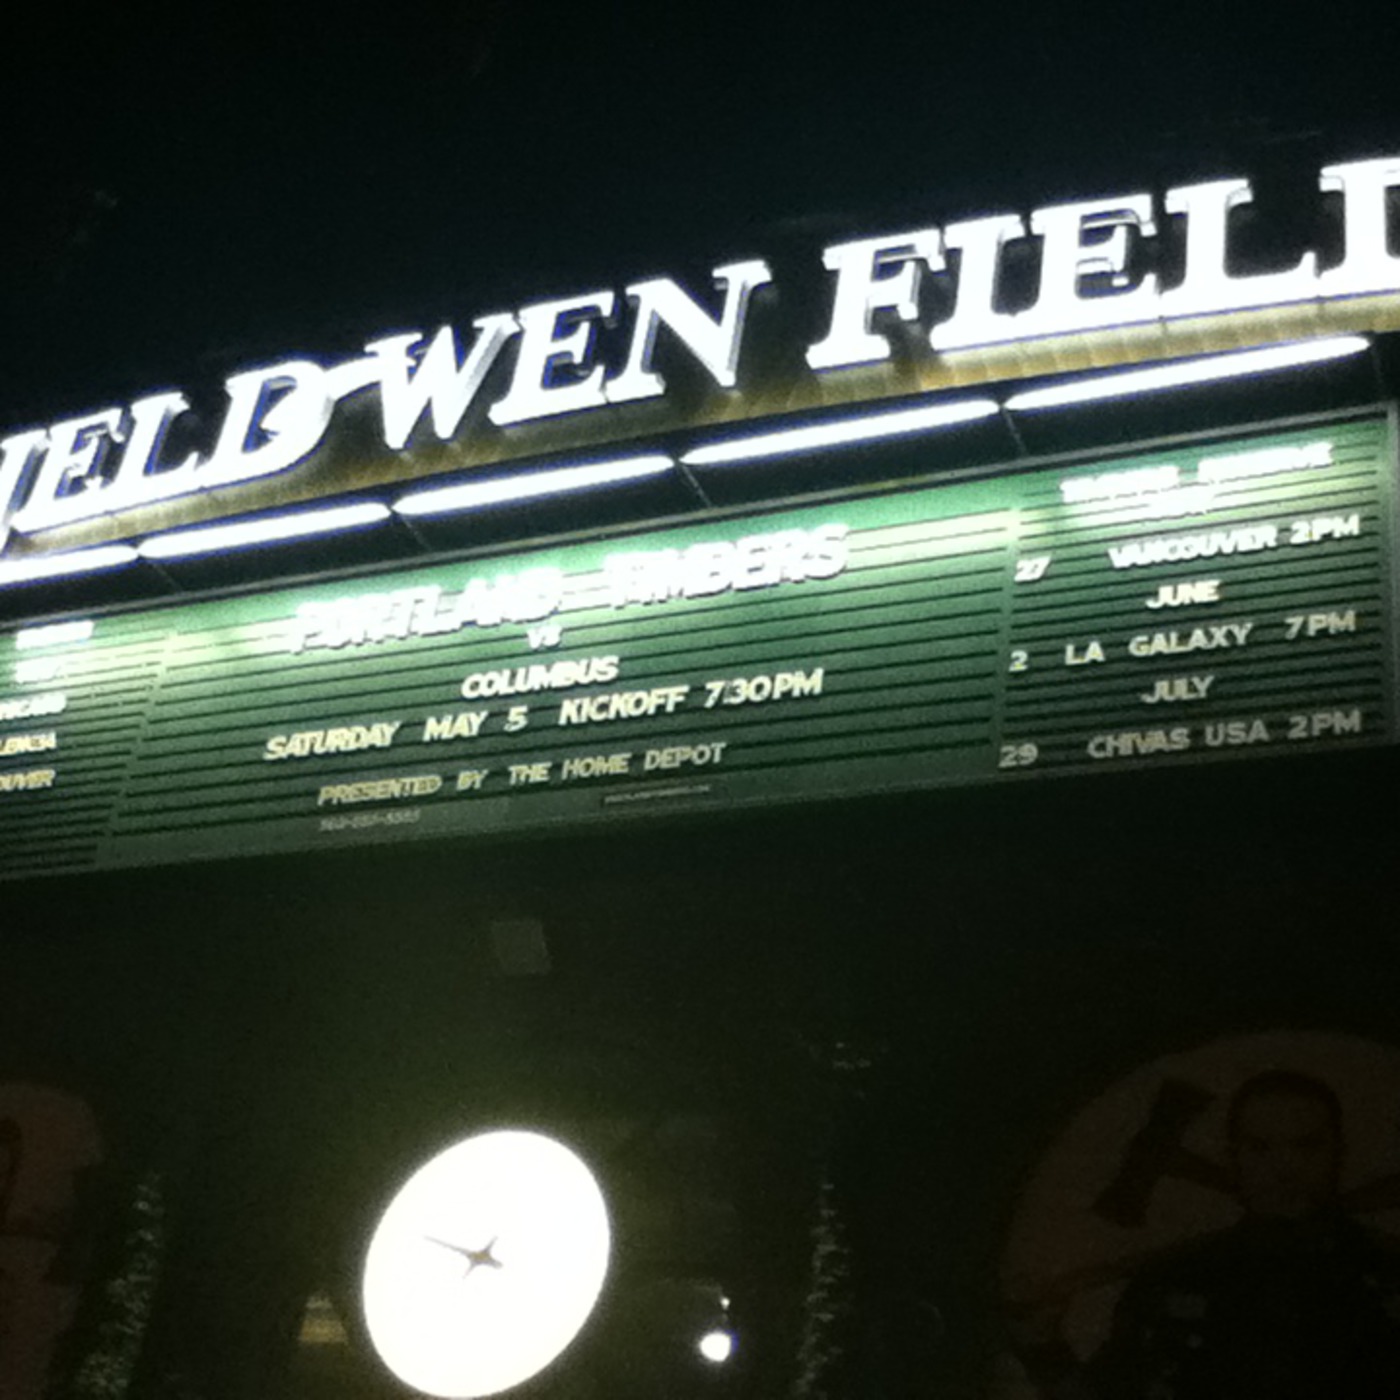 JELD-WEN FIELD
PORTLAND TIMBERS
VS
COLUMBUS
SATURDAY MAY 5 KICKOFF 7:30PM
PRESENTED BY THE HOME DEPOT
RESERVE
27 VANCOUVER 2PM
JUNE
2 LA GALAXY 7PM
JULY
29 CHIVAS USA 2PM